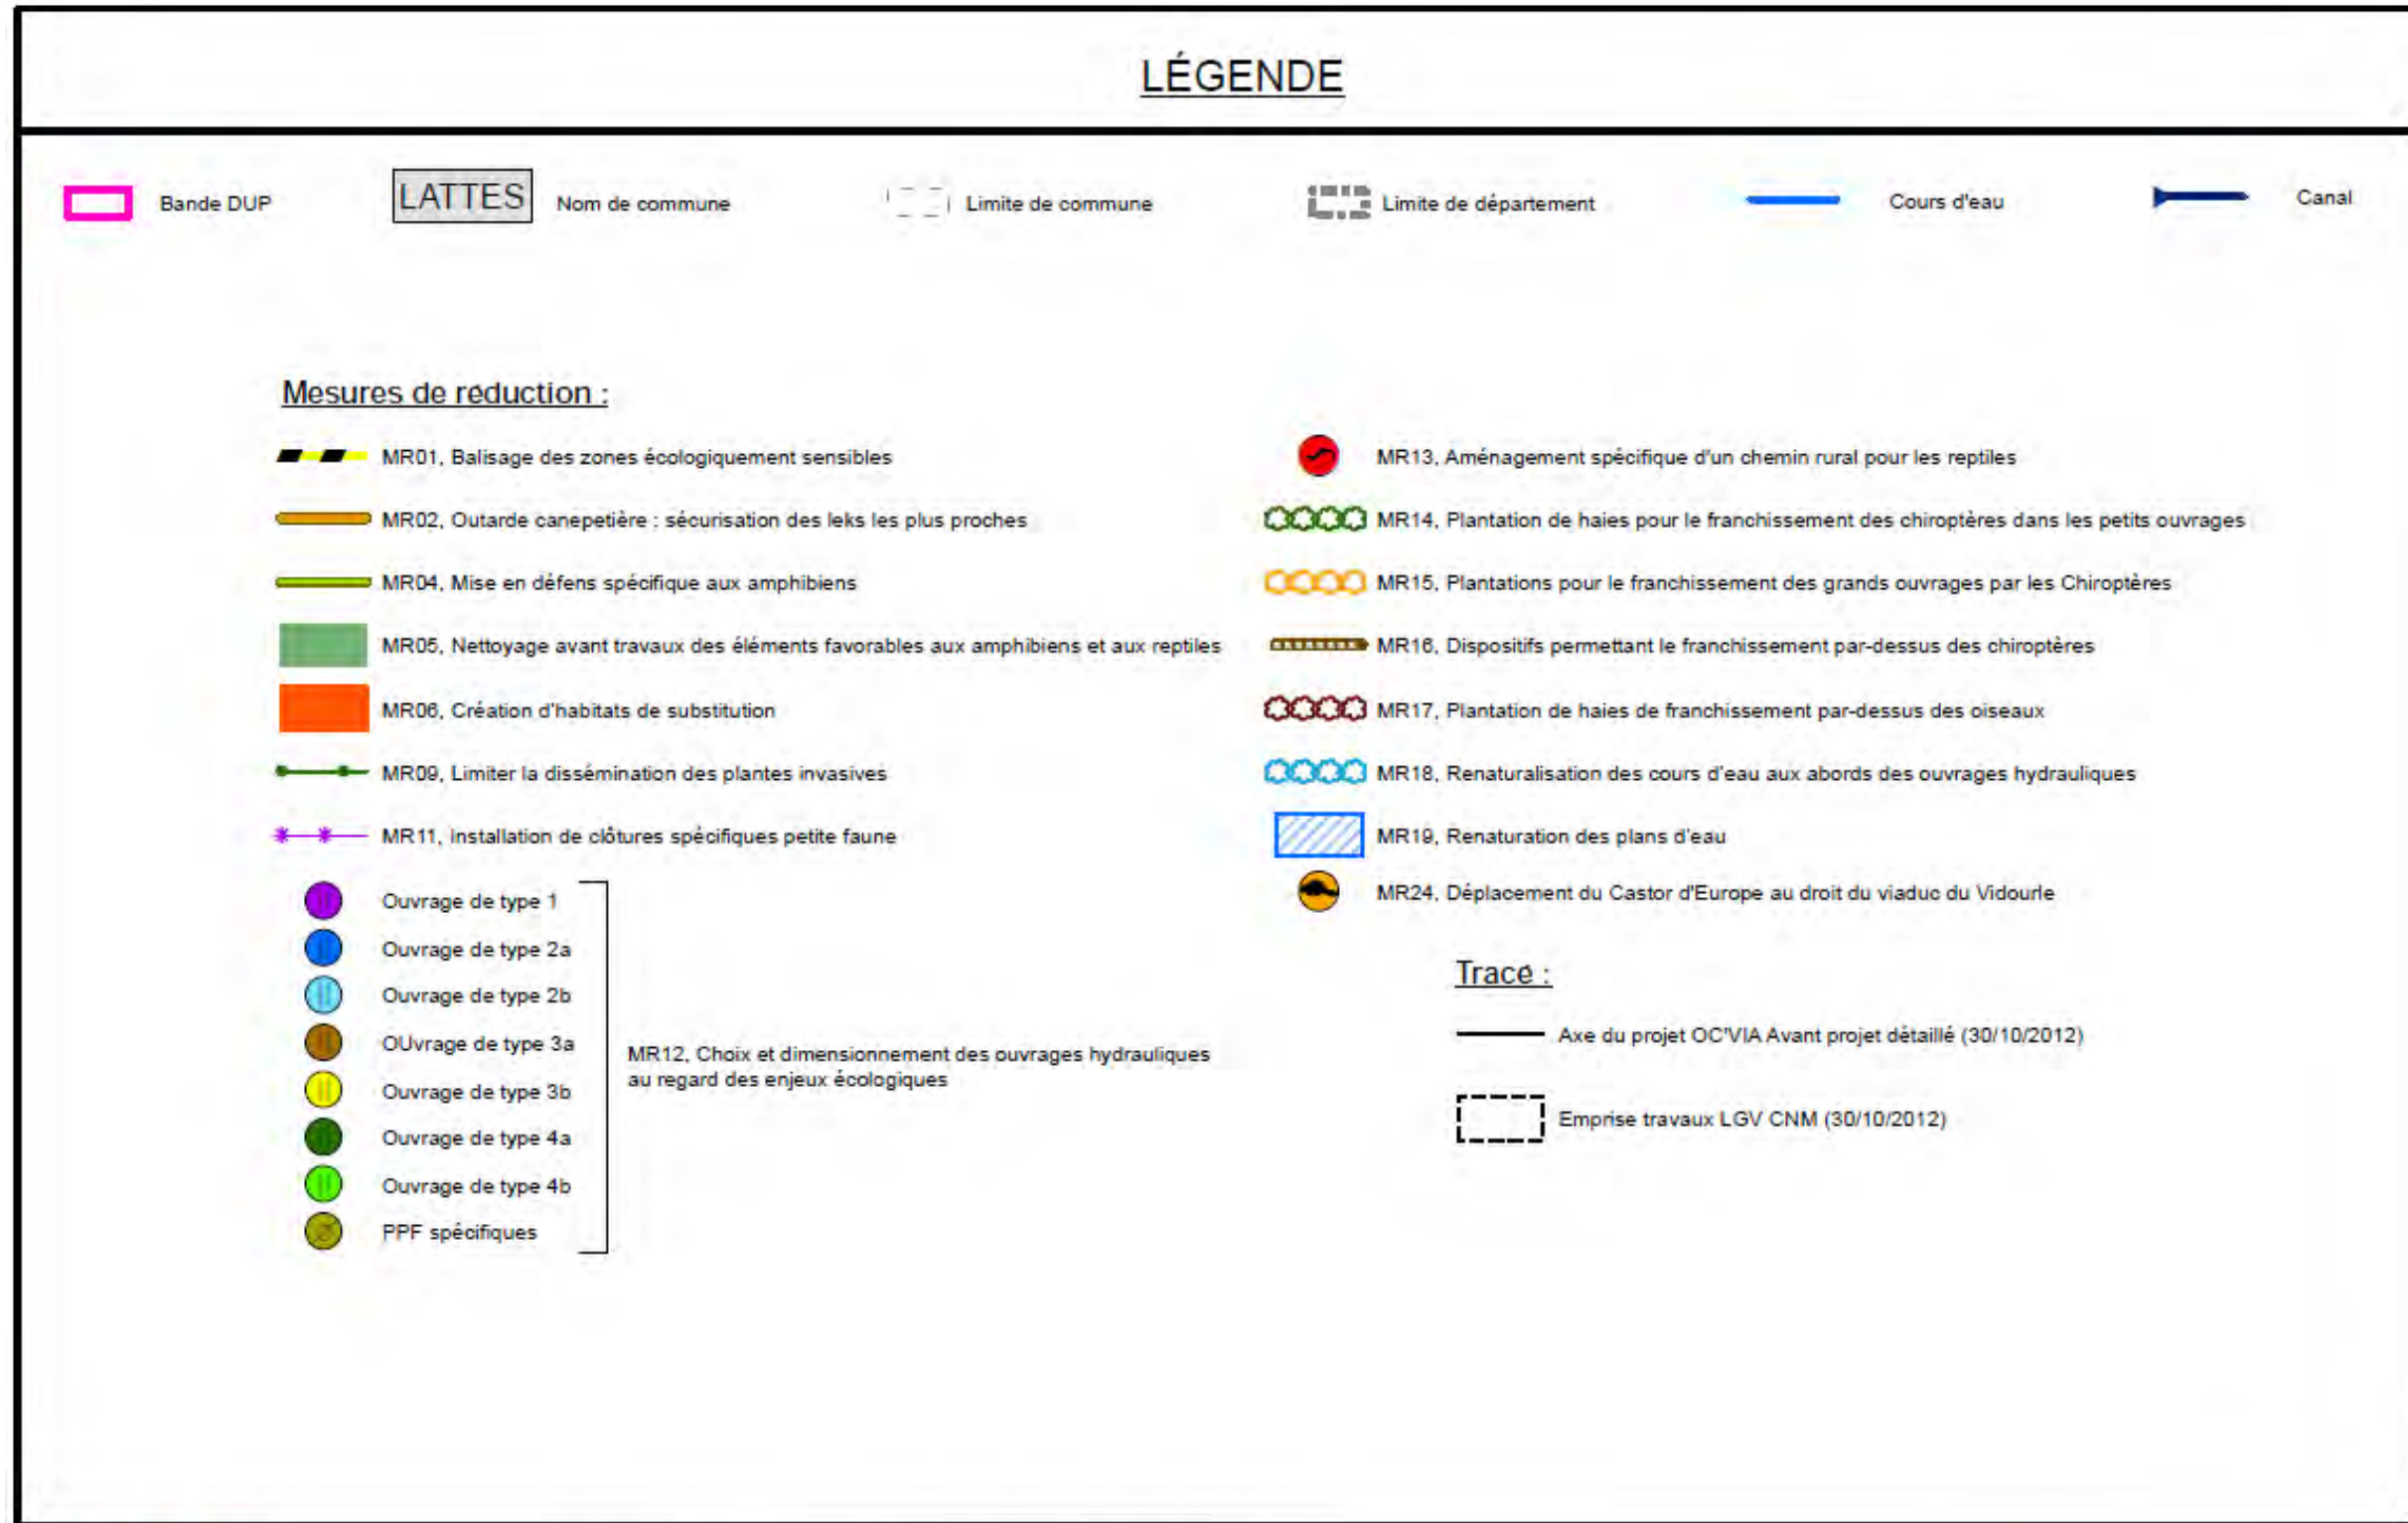 LÉGENDE
Bande DUP
LATTES
Nom de commune
Limite de commune
Limite de département
Cours d'eau
Canal
Mesures de réduction :
MR01, Balisage des zones écologiquement sensibles
MR02, Outarde canepetière : sécurisation des leks les plus proches
MR04, Mise en défens spécifique aux amphibiens
MR05, Nettoyage avant travaux des éléments favorables aux amphibiens et aux reptiles
MR06, Création d'habitats de substitution
MR09, Limiter la dissémination des plantes invasives
MR11, Installation de clôtures spécifiques petite faune
Ouvrage de type 1
Ouvrage de type 2a
Ouvrage de type 2b
OUvrage de type 3a
Ouvrage de type 3b
Ouvrage de type 4a
Ouvrage de type 4b
PPF spécifiques
MR12, Choix et dimensionnement des ouvrages hydrauliques
au regard des enjeux écologiques
MR13, Aménagement spécifique d'un chemin rural pour les reptiles
MR14, Plantation de haies pour le franchissement des chiroptères dans les petits ouvrages
MR15, Plantations pour le franchissement des grands ouvrages par les Chiroptères
MR16, Dispositifs permettant le franchissement par-dessus des chiroptères
MR17, Plantation de haies de franchissement par-dessus des oiseaux
MR18, Renaturalisation des cours d'eau aux abords des ouvrages hydrauliques
MR19, Renaturation des plans d'eau
MR24, Déplacement du Castor d'Europe au droit du viaduc du Vidourle
Tracé :
Axe du projet OC'VIA Avant projet détaillé (30/10/2012)
Emprise travaux LGV CNM (30/10/2012)